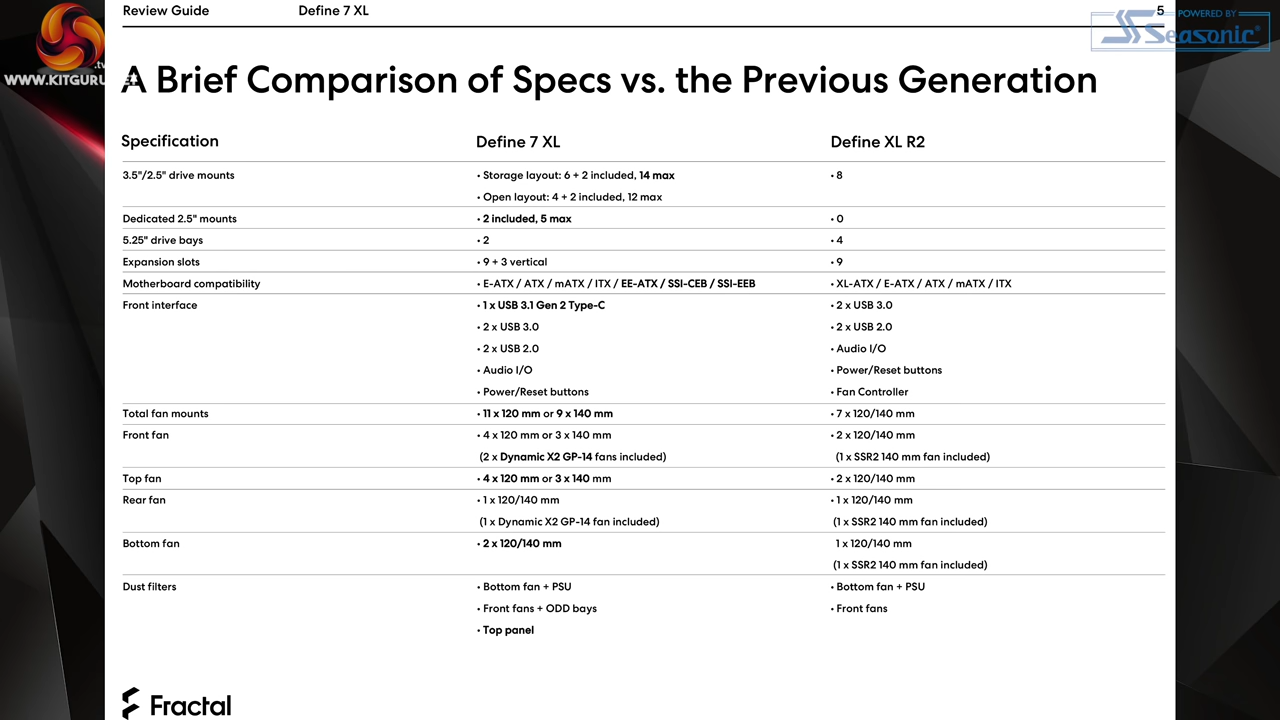 Review Guide Define 7 XL 5
POWERED BY
Seasonic®
.tv
WWW.KITGURU
A Brief Comparison of Specs vs. the Previous Generation
Specification Define 7 XL Define XL R2
3.5"/2.5" drive mounts • Storage layout: 6 + 2 included, 14 max • 8
• Open layout: 4 + 2 included, 12 max
Dedicated 2.5" mounts • 2 included, 5 max • 0
5.25" drive bays • 2 • 4
Expansion slots • 9 + 3 vertical • 9
Motherboard compatibility • E-ATX / ATX / mATX / ITX / EE-ATX / SSI-CEB / SSI-EEB • XL-ATX / E-ATX / ATX / mATX / ITX
Front interface • 1 x USB 3.1 Gen 2 Type-C • 2 x USB 3.0
• 2 x USB 3.0 • 2 x USB 2.0
• 2 x USB 2.0 • Audio I/O
• Audio I/O • Power/Reset buttons
• Power/Reset buttons • Fan Controller
Total fan mounts • 11 x 120 mm or 9 x 140 mm • 7 x 120/140 mm
Front fan • 4 x 120 mm or 3 x 140 mm • 2 x 120/140 mm
(2 x Dynamic X2 GP-14 fans included) (1 x SSR2 140 mm fan included)
Top fan • 4 x 120 mm or 3 x 140 mm • 2 x 120/140 mm
Rear fan • 1 x 120/140 mm • 1 x 120/140 mm
(1 x Dynamic X2 GP-14 fan included) (1 x SSR2 140 mm fan included)
Bottom fan • 2 x 120/140 mm 1 x 120/140 mm
(1 x SSR2 140 mm fan included)
Dust filters • Bottom fan + PSU • Bottom fan + PSU
• Front fans + ODD bays • Front fans
• Top panel
Fractal